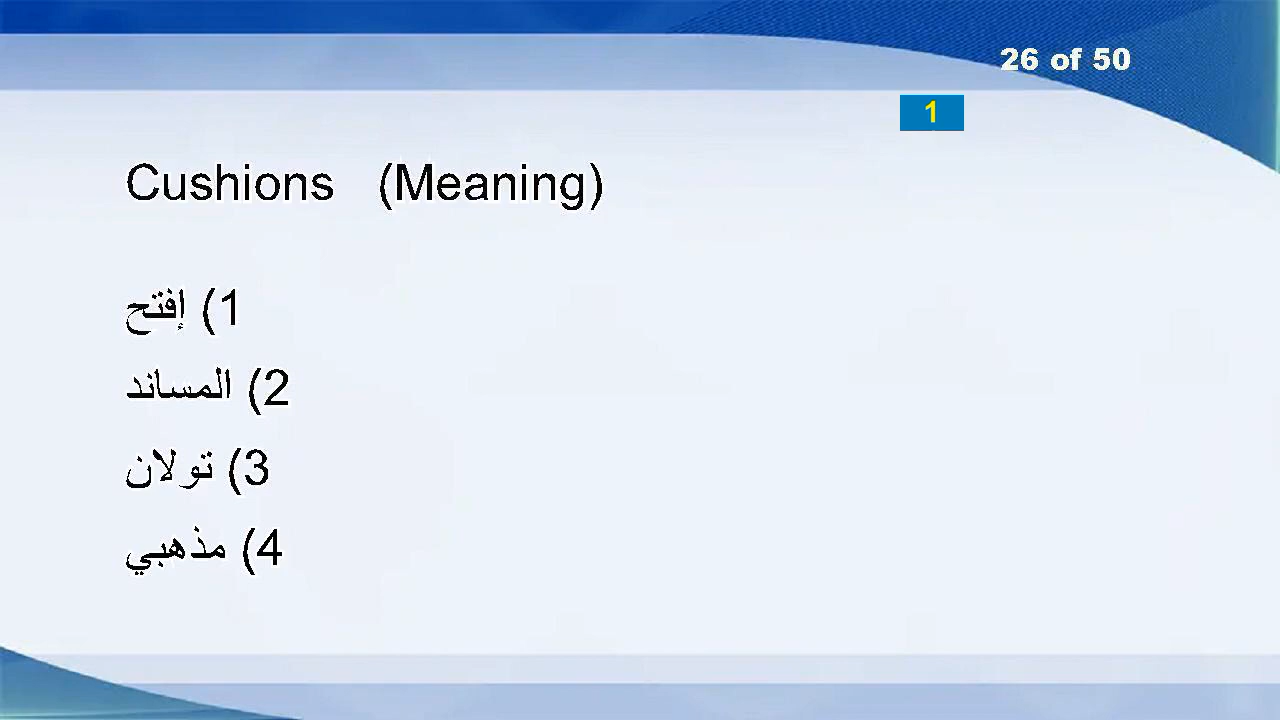 26 of 50
1
Cushions (Meaning)
1) إفتح
2) المساند
3) تولان
4) مذهبي